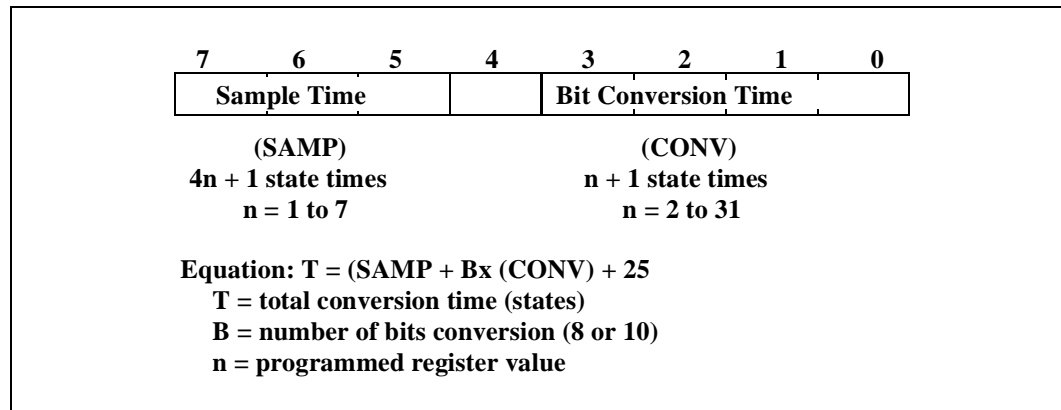 7 6 5 4 3 2 1 0
Sample Time Bit Conversion Time
(SAMP) (CONV)
4n + 1 state times n + 1 state times
n = 1 to 7 n = 2 to 31
Equation: T = (SAMP + Bx (CONV) + 25
T = total conversion time (states)
B = number of bits conversion (8 or 10)
n = programmed register value